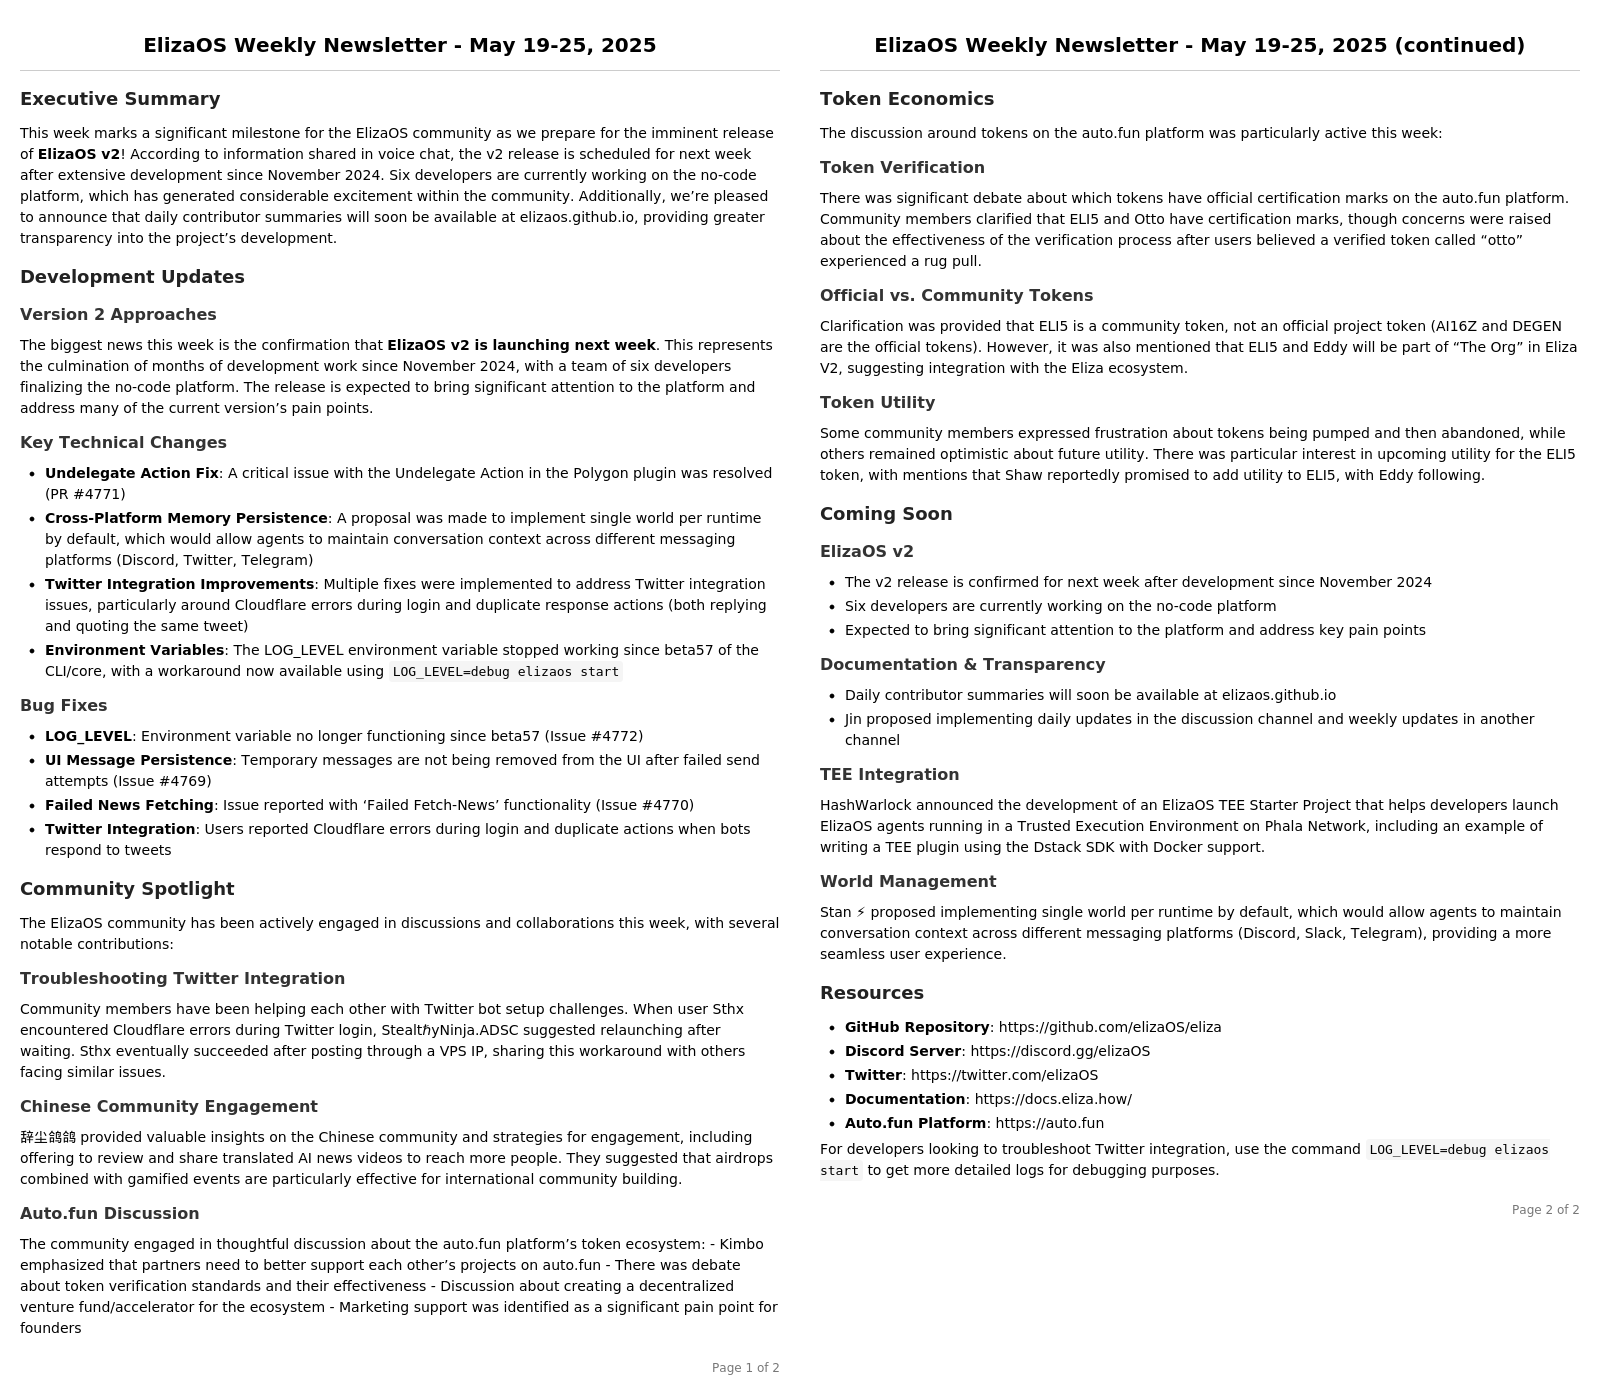 ElizaOS Weekly Newsletter - May 19-25, 2025
Executive Summary
This week marks a significant milestone for the ElizaOS community as we prepare for the imminent release
of ElizaOS v2! According to information shared in voice chat, the v2 release is scheduled for next week
after extensive development since November 2024. Six developers are currently working on the no-code
platform, which has generated considerable excitement within the community. Additionally, we’re pleased
to announce that daily contributor summaries will soon be available at elizaos.github.io, providing greater
transparency into the project’s development.
Development Updates
Version 2 Approaches
The biggest news this week is the confirmation that ElizaOS v2 is launching next week. This represents
the culmination of months of development work since November 2024, with a team of six developers
finalizing the no-code platform. The release is expected to bring significant attention to the platform and
address many of the current version’s pain points.
Key Technical Changes
• Undelegate Action Fix: A critical issue with the Undelegate Action in the Polygon plugin was resolved
(PR #4771)
• Cross-Platform Memory Persistence: A proposal was made to implement single world per runtime
by default, which would allow agents to maintain conversation context across different messaging
platforms (Discord, Twitter, Telegram)
• Twitter Integration Improvements: Multiple fixes were implemented to address Twitter integration
issues, particularly around Cloudflare errors during login and duplicate response actions (both replying
and quoting the same tweet)
• Environment Variables: The LOG_LEVEL environment variable stopped working since beta57 of the
CLI/core, with a workaround now available using LOG_LEVEL=debug elizaos start
Bug Fixes
• LOG_LEVEL: Environment variable no longer functioning since beta57 (Issue #4772)
• UI Message Persistence: Temporary messages are not being removed from the UI after failed send
attempts (Issue #4769)
• Failed News Fetching: Issue reported with ‘Failed Fetch-News’ functionality (Issue #4770)
• Twitter Integration: Users reported Cloudflare errors during login and duplicate actions when bots
respond to tweets
Community Spotlight
The ElizaOS community has been actively engaged in discussions and collaborations this week, with several
notable contributions:
Troubleshooting Twitter Integration
Community members have been helping each other with Twitter bot setup challenges. When user Sthx
encountered Cloudflare errors during Twitter login, StealtℏyNinja.ADSC suggested relaunching after
waiting. Sthx eventually succeeded after posting through a VPS IP, sharing this workaround with others
facing similar issues.
Chinese Community Engagement
辞尘鸽鸽 provided valuable insights on the Chinese community and strategies for engagement, including
offering to review and share translated AI news videos to reach more people. They suggested that airdrops
combined with gamified events are particularly effective for international community building.
Auto.fun Discussion
The community engaged in thoughtful discussion about the auto.fun platform’s token ecosystem: - Kimbo
emphasized that partners need to better support each other’s projects on auto.fun - There was debate
about token verification standards and their effectiveness - Discussion about creating a decentralized
venture fund/accelerator for the ecosystem - Marketing support was identified as a significant pain point for
founders
Page 1 of 2
ElizaOS Weekly Newsletter - May 19-25, 2025 (continued)
Token Economics
The discussion around tokens on the auto.fun platform was particularly active this week:
Token Verification
There was significant debate about which tokens have official certification marks on the auto.fun platform.
Community members clarified that ELI5 and Otto have certification marks, though concerns were raised
about the effectiveness of the verification process after users believed a verified token called “otto”
experienced a rug pull.
Official vs. Community Tokens
Clarification was provided that ELI5 is a community token, not an official project token (AI16Z and DEGEN
are the official tokens). However, it was also mentioned that ELI5 and Eddy will be part of “The Org” in Eliza
V2, suggesting integration with the Eliza ecosystem.
Token Utility
Some community members expressed frustration about tokens being pumped and then abandoned, while
others remained optimistic about future utility. There was particular interest in upcoming utility for the ELI5
token, with mentions that Shaw reportedly promised to add utility to ELI5, with Eddy following.
Coming Soon
ElizaOS v2
• The v2 release is confirmed for next week after development since November 2024
• Six developers are currently working on the no-code platform
• Expected to bring significant attention to the platform and address key pain points
Documentation & Transparency
• Daily contributor summaries will soon be available at elizaos.github.io
• Jin proposed implementing daily updates in the discussion channel and weekly updates in another
channel
TEE Integration
HashWarlock announced the development of an ElizaOS TEE Starter Project that helps developers launch
ElizaOS agents running in a Trusted Execution Environment on Phala Network, including an example of
writing a TEE plugin using the Dstack SDK with Docker support.
World Management
Stan ⚡ proposed implementing single world per runtime by default, which would allow agents to maintain
conversation context across different messaging platforms (Discord, Slack, Telegram), providing a more
seamless user experience.
Resources
• GitHub Repository: https://github.com/elizaOS/eliza
• Discord Server: https://discord.gg/elizaOS
• Twitter: https://twitter.com/elizaOS
• Documentation: https://docs.eliza.how/
• Auto.fun Platform: https://auto.fun
For developers looking to troubleshoot Twitter integration, use the command LOG_LEVEL=debug elizaos
start to get more detailed logs for debugging purposes.
Page 2 of 2